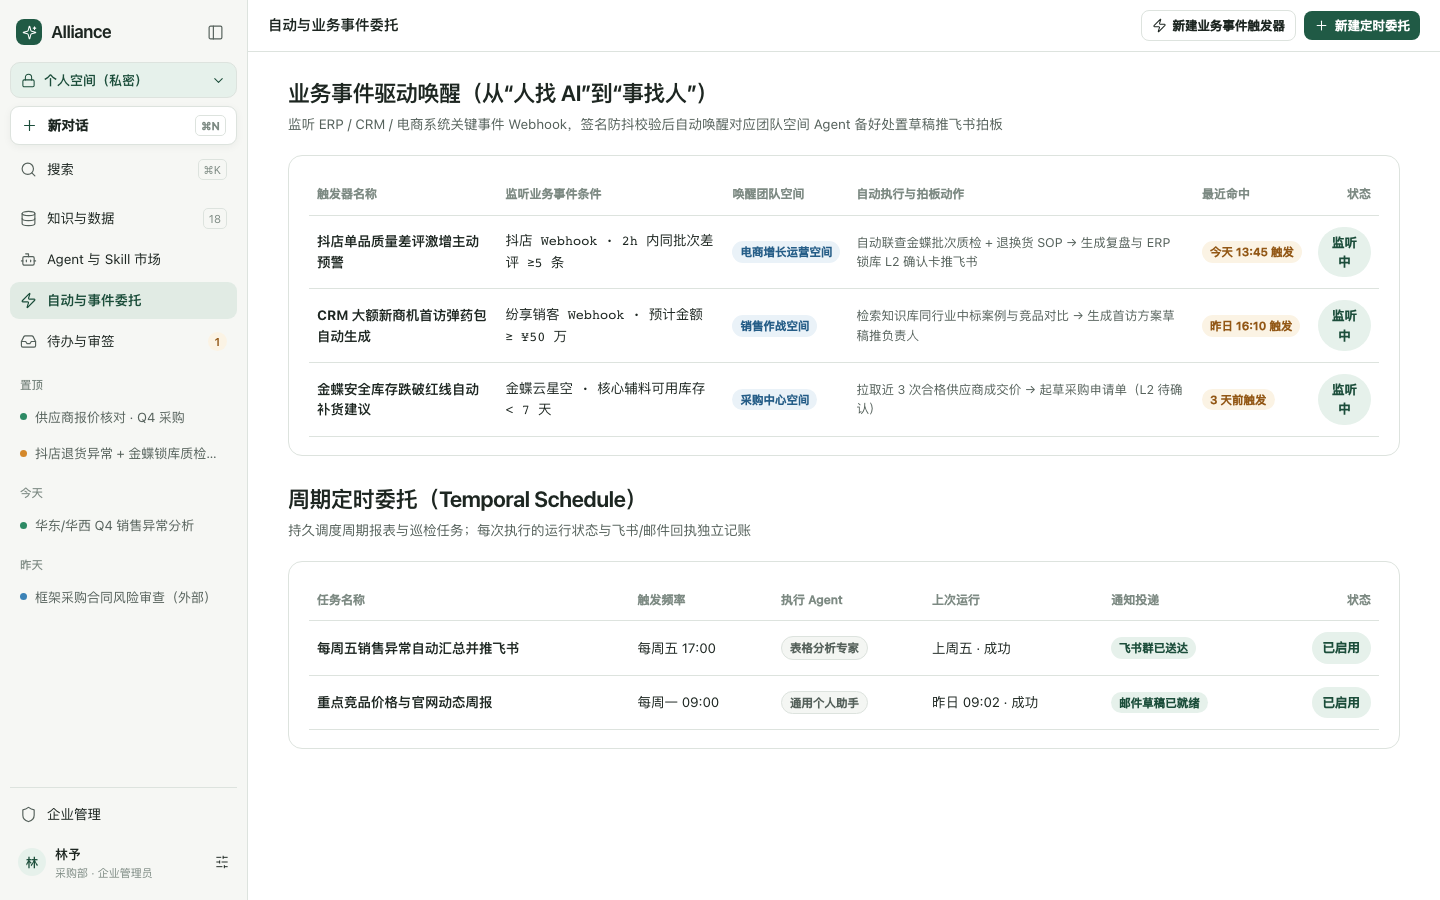 Alliance
个人空间（私密）
新对话 ⌘N
搜索 ⌘K
知识与数据 18
Agent 与 Skill 市场
自动与事件委托
待办与审签 1
置顶
供应商报价核对 · Q4 采购
抖店退货异常 + 金蝶锁库质检...
今天
华东/华西 Q4 销售异常分析
昨天
框架采购合同风险审查（外部）
企业管理
林 林予
采购部 · 企业管理员
自动与业务事件委托
新建业务事件触发器
新建定时委托
业务事件驱动唤醒（从“人找 AI”到“事找人”）
监听 ERP / CRM / 电商系统关键事件 Webhook，签名防抖校验后自动唤醒对应团队空间 Agent 备好处置草稿推飞书拍板
触发器名称 监听业务事件条件 唤醒团队空间 自动执行与拍板动作 最近命中 状态
抖店单品质量差评激增主动
预警
抖店 Webhook · 2h 内同批次差
评 ≥5 条
电商增长运营空间
自动联查金蝶批次质检 + 退换货 SOP → 生成复盘与 ERP
锁库 L2 确认卡推飞书
今天 13:45 触发
监听
中
CRM 大额新商机首访弹药包
自动生成
纷享销客 Webhook · 预计金额
≥ ¥50 万
销售作战空间
检索知识库同行业中标案例与竞品对比 → 生成首访方案草
稿推负责人
昨日 16:10 触发
监听
中
金蝶安全库存跌破红线自动
补货建议
金蝶云星空 · 核心辅料可用库存
< 7 天
采购中心空间
拉取近 3 次合格供应商成交价 → 起草采购申请单（L2 待确
认）
3 天前触发
监听
中
周期定时委托（Temporal Schedule）
持久调度周期报表与巡检任务；每次执行的运行状态与飞书/邮件回执独立记账
任务名称 触发频率 执行 Agent 上次运行 通知投递 状态
每周五销售异常自动汇总并推飞书 每周五 17:00 表格分析专家 上周五 · 成功 飞书群已送达 已启用
重点竞品价格与官网动态周报 每周一 09:00 通用个人助手 昨日 09:02 · 成功 邮件草稿已就绪 已启用